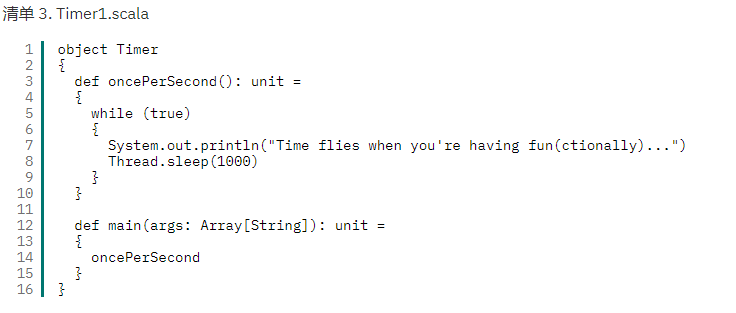 清单 3. Timer1.scala
1 object Timer
2 {
3   def oncePerSecond(): unit =
4   {
5     while (true)
6     {
7       System.out.println("Time flies when you're having fun(ctionally)...")
8       Thread.sleep(1000)
9     }
10   }
11
12   def main(args: Array[String]): unit =
13   {
14     oncePerSecond
15   }
16 }